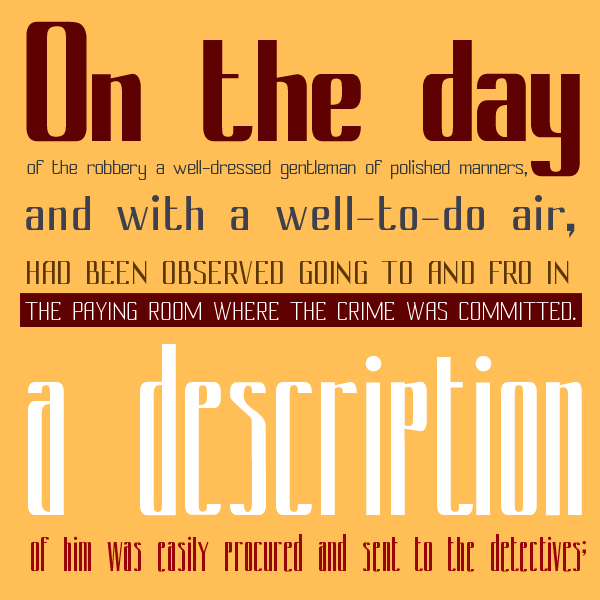 On the day
of the robbery a well-dressed gentleman of polished manners,
and with a well-to-do air,
HAD BEEN OBSERVED GOING TO AND FRO IN
THE PAYING ROOM WHERE THE CRIME WAS COMMITTED.
a description
of him was easily procured and sent to the detectives;